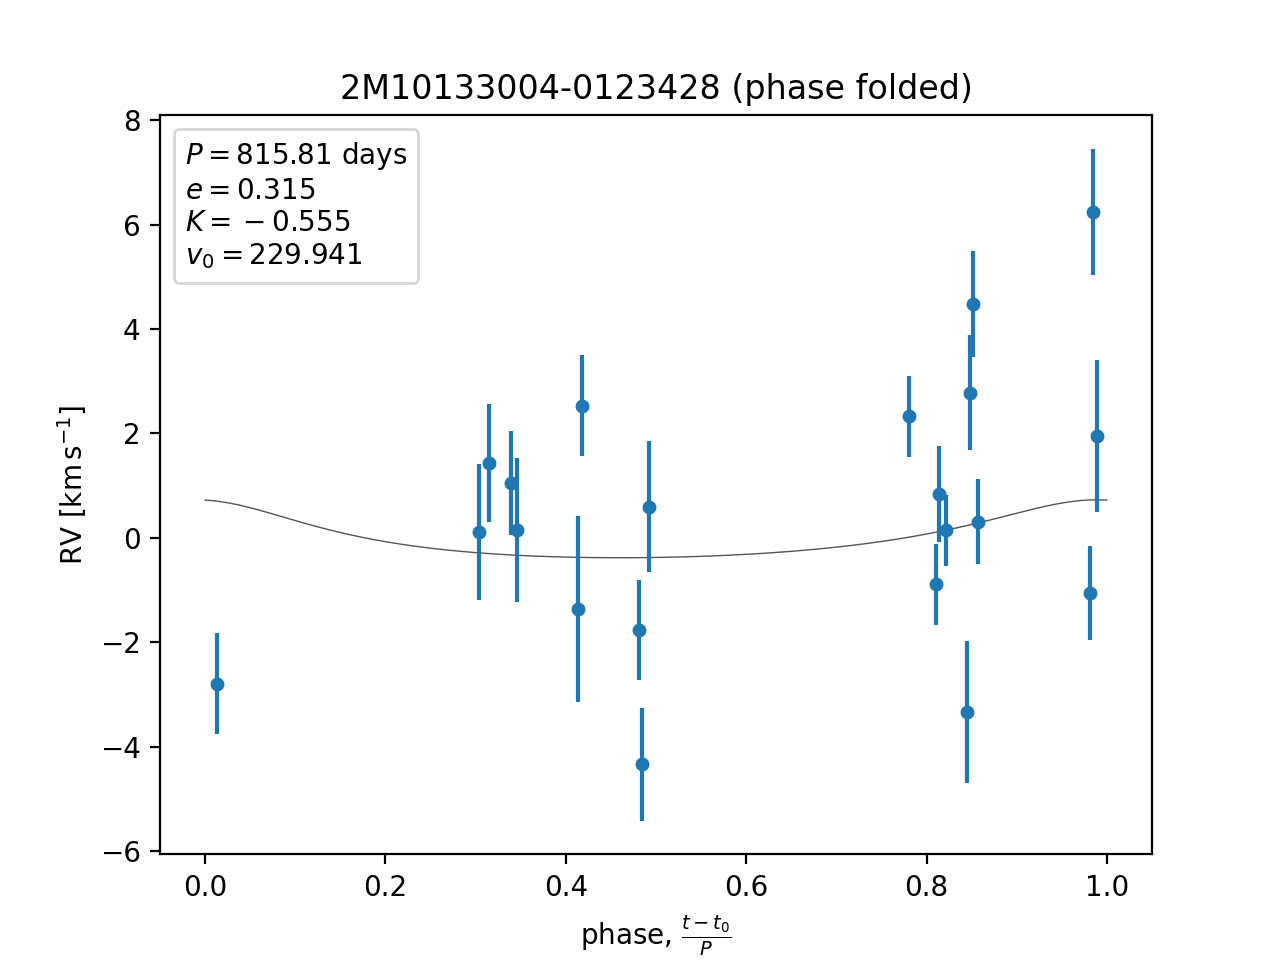 2M10133004-0123428 (phase folded)
P = 815.81 days
e = 0.315
K = −0.555
v₀ = 229.941
8
6
4
2
0
−2
−4
−6
RV [km s⁻¹]
0.0 0.2 0.4 0.6 0.8 1.0
phase, (t − t₀)/P